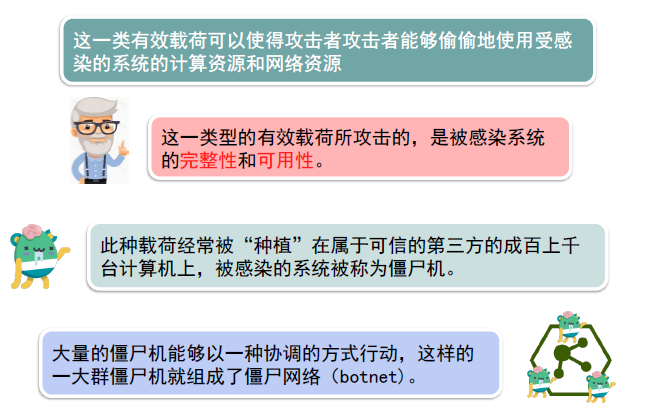 这一类有效载荷可以使得攻击者攻击者能够偷偷地使用受感
染的系统的计算资源和网络资源
这一类型的有效载荷所攻击的，是被感染系统
的完整性和可用性。
此种载荷经常被“种植”在属于可信的第三方的成百上千
台计算机上，被感染的系统被称为僵尸机。
大量的僵尸机能够以一种协调的方式行动，这样的
一大群僵尸机就组成了僵尸网络（botnet)。